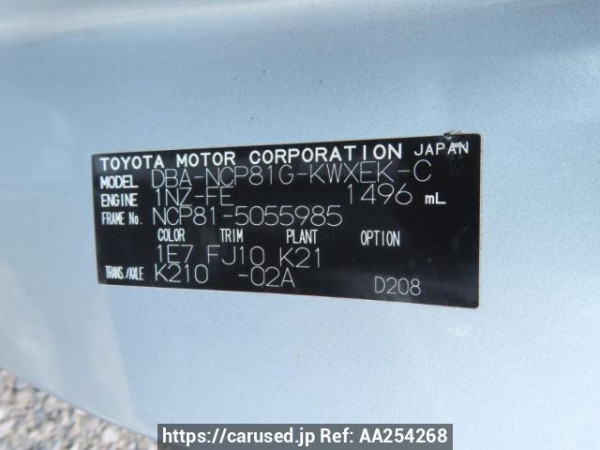 TOYOTA MOTOR CORPORATION JAPAN
MODEL DBA-NCP81G-KWXEK-C
ENGINE 1NZ-FE 1496 mL
FRAME No. NCP81-5055985
COLOR TRIM PLANT OPTION
1E7 FJ10 K21
TRANS./AXLE K210 -02A
D208
https://carused.jp Ref: AA254268